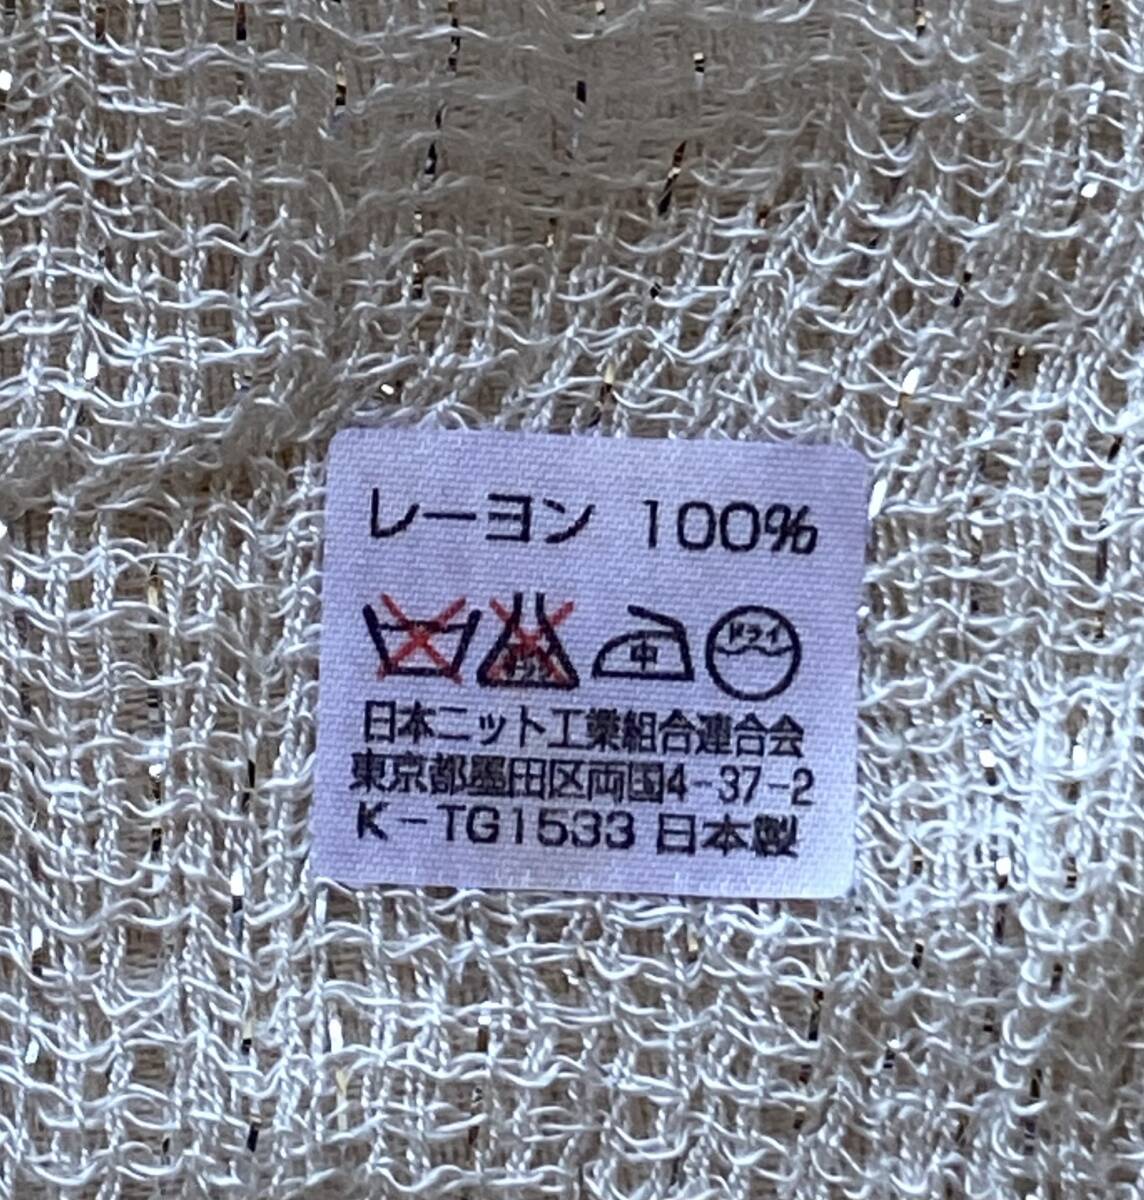 レーヨン 100%
中 ドライ
日本ニット工業組合連合会
東京都墨田区両国4-37-2
K-TG1533 日本製